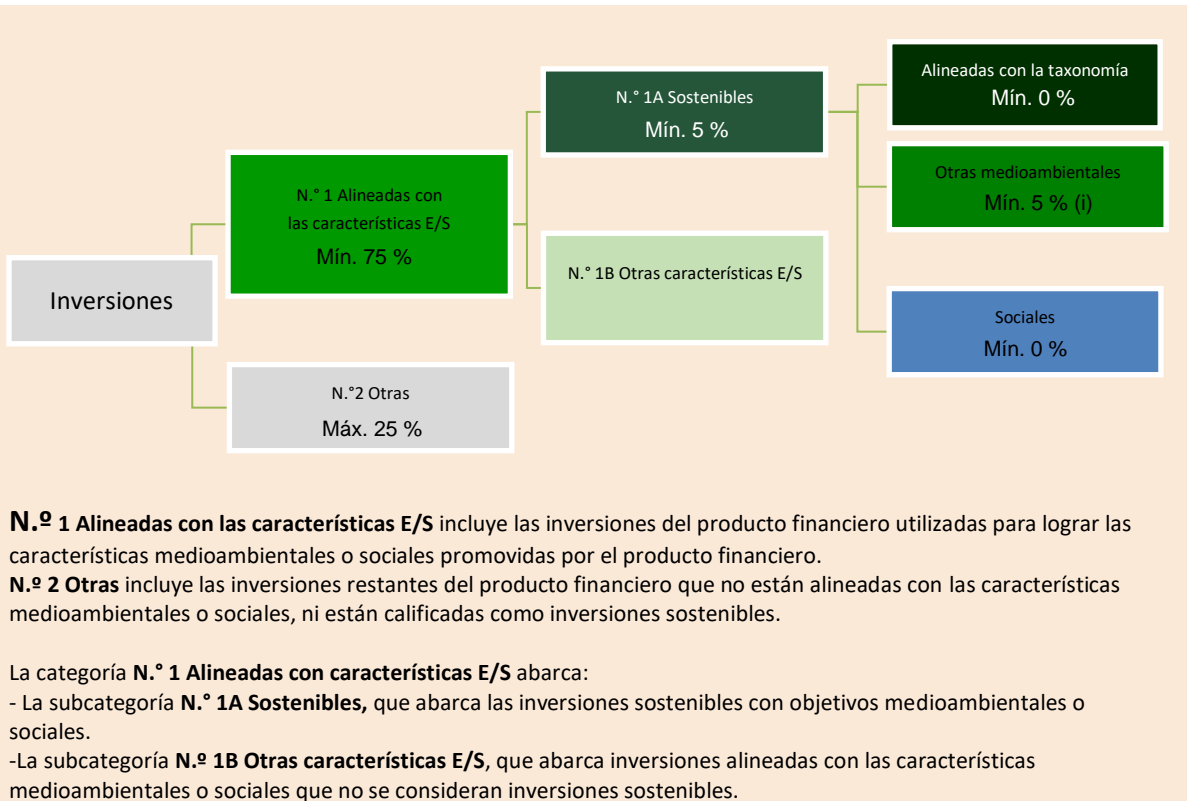 Inversiones
N.° 1 Alineadas con
las características E/S
Mín. 75 %
N.°2 Otras
Máx. 25 %
N.° 1A Sostenibles
Mín. 5 %
N.° 1B Otras características E/S
Alineadas con la taxonomía
Mín. 0 %
Otras medioambientales
Mín. 5 % (i)
Sociales
Mín. 0 %
N.º 1 Alineadas con las características E/S incluye las inversiones del producto financiero utilizadas para lograr las
características medioambientales o sociales promovidas por el producto financiero.
N.º 2 Otras incluye las inversiones restantes del producto financiero que no están alineadas con las características
medioambientales o sociales, ni están calificadas como inversiones sostenibles.
La categoría N.° 1 Alineadas con características E/S abarca:
- La subcategoría N.° 1A Sostenibles, que abarca las inversiones sostenibles con objetivos medioambientales o
sociales.
-La subcategoría N.º 1B Otras características E/S, que abarca inversiones alineadas con las características
medioambientales o sociales que no se consideran inversiones sostenibles.